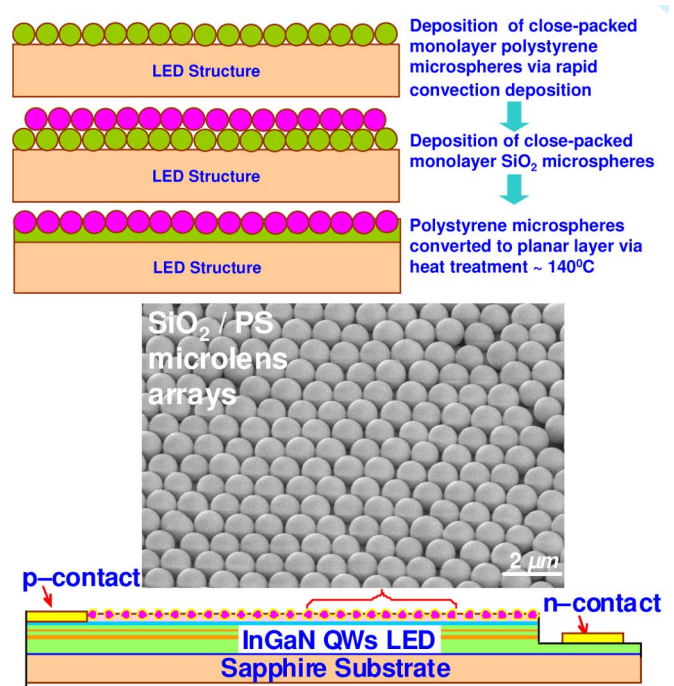 Deposition of close-packed
monolayer polystyrene
microspheres via rapid
convection deposition
LED Structure
Deposition of close-packed
monolayer SiO₂ microspheres
LED Structure
Polystyrene microspheres
converted to planar layer via
heat treatment ~ 140⁰C
LED Structure
SiO₂ / PS
microlens
arrays
2 μm
p–contact
n–contact
InGaN QWs LED
Sapphire Substrate